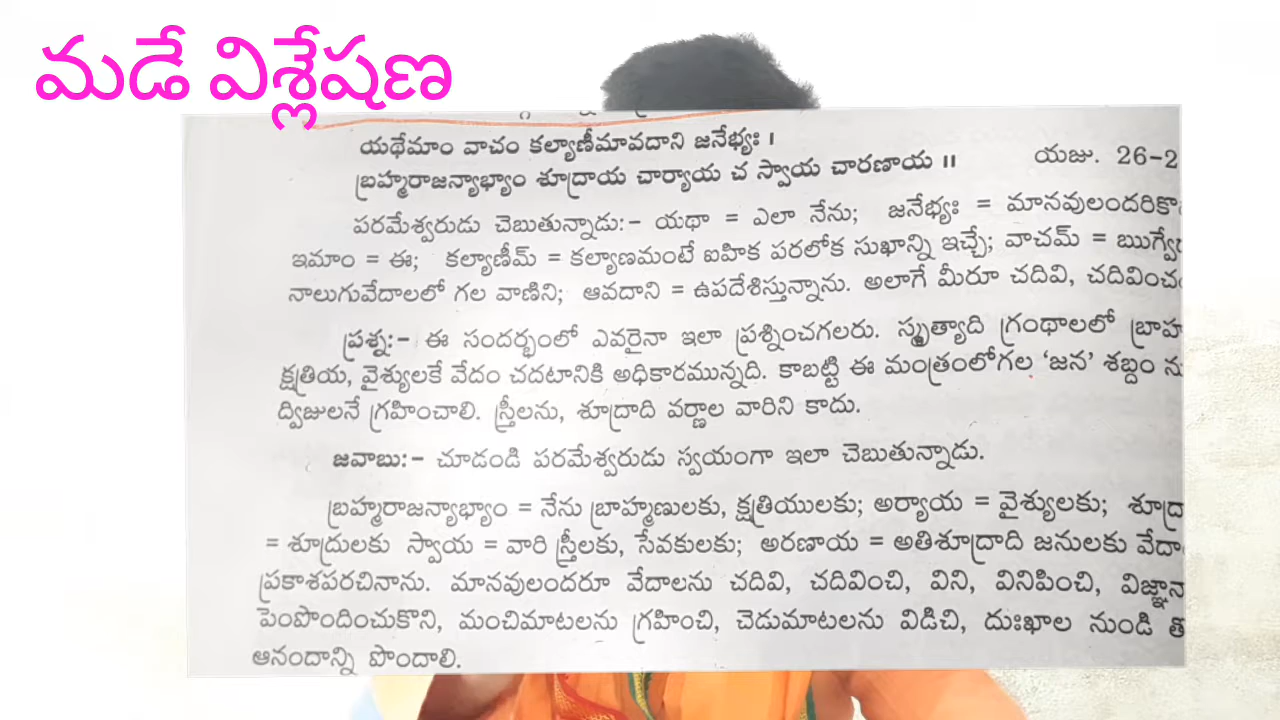 మడే విశ్లేషణ
యథేమాం వాచం కల్యాణీమావదాని జనేభ్యః ।
బ్రహ్మరాజన్యాభ్యాం శూద్రాయ చార్యాయ చ స్వాయ చారణాయ ॥ యజు. 26-2
పరమేశ్వరుడు చెబుతున్నాడు:- యథా = ఎలా నేను; జనేభ్యః = మానవులందరికొ
ఇమాం = ఈ; కల్యాణీమ్ = కల్యాణమంటే ఐహిక పరలోక సుఖాన్ని ఇచ్చే; వాచమ్ = ఋగ్వే
నాలుగువేదాలలో గల వాణిని; ఆవదాని = ఉపదేశిస్తున్నాను. అలాగే మీరూ చదివి, చదివించ
ప్రశ్న:- ఈ సందర్భంలో ఎవరైనా ఇలా ప్రశ్నించగలరు. స్మృత్యాది గ్రంథాలలో బ్రాహ
క్షత్రియ, వైశ్యులకే వేదం చదటానికి అధికారమున్నది. కాబట్టి ఈ మంత్రంలోగల ‘జన’ శబ్దం ను
ద్విజులనే గ్రహించాలి. స్త్రీలను, శూద్రాది వర్ణాల వారిని కాదు.
జవాబు:- చూడండి పరమేశ్వరుడు స్వయంగా ఇలా చెబుతున్నాడు.
బ్రహ్మరాజన్యాభ్యాం = నేను బ్రాహ్మణులకు, క్షత్రియులకు; అర్యాయ = వైశ్యులకు; శూద్రా
= శూద్రులకు స్వాయ = వారి స్త్రీలకు, సేవకులకు; అరణాయ = అతిశూద్రాది జనులకు వేదా
ప్రకాశపరచినాను. మానవులందరూ వేదాలను చదివి, చదివించి, విని, వినిపించి, విజ్ఞాన
పెంపొందించుకొని, మంచిమాటలను గ్రహించి, చెడుమాటలను విడిచి, దుఃఖాల నుండి తొ
ఆనందాన్ని పొందాలి.